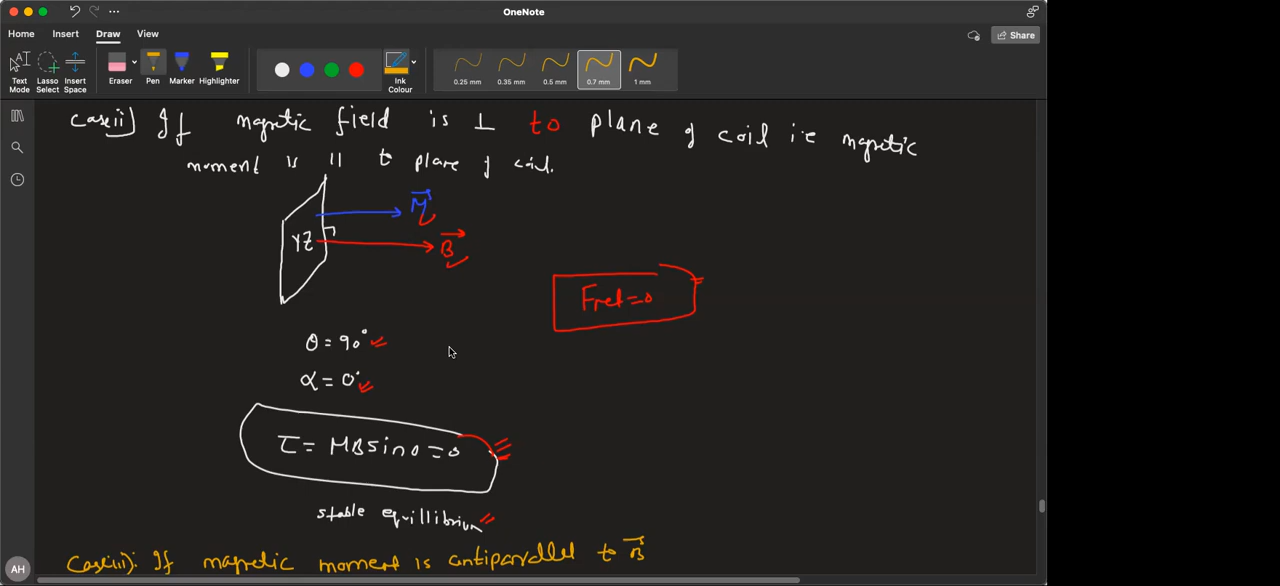 OneNote
Home Insert Draw View
Share
Text Mode
Lasso Select
Insert Space
Eraser
Pen
Marker
Highlighter
Ink Colour
0.25 mm
0.35 mm
0.5 mm
0.7 mm
1 mm
Case ii) If magnetic field is ⊥ to plane of coil i.e magnetic
moment is || to plane of coil.
M
YZ
B
Fnet=0
θ = 90°
α = 0°
τ = MBsin0 = 0
stable equillibrium
Case iii): If magnetic moment is antiparallel to B
AH